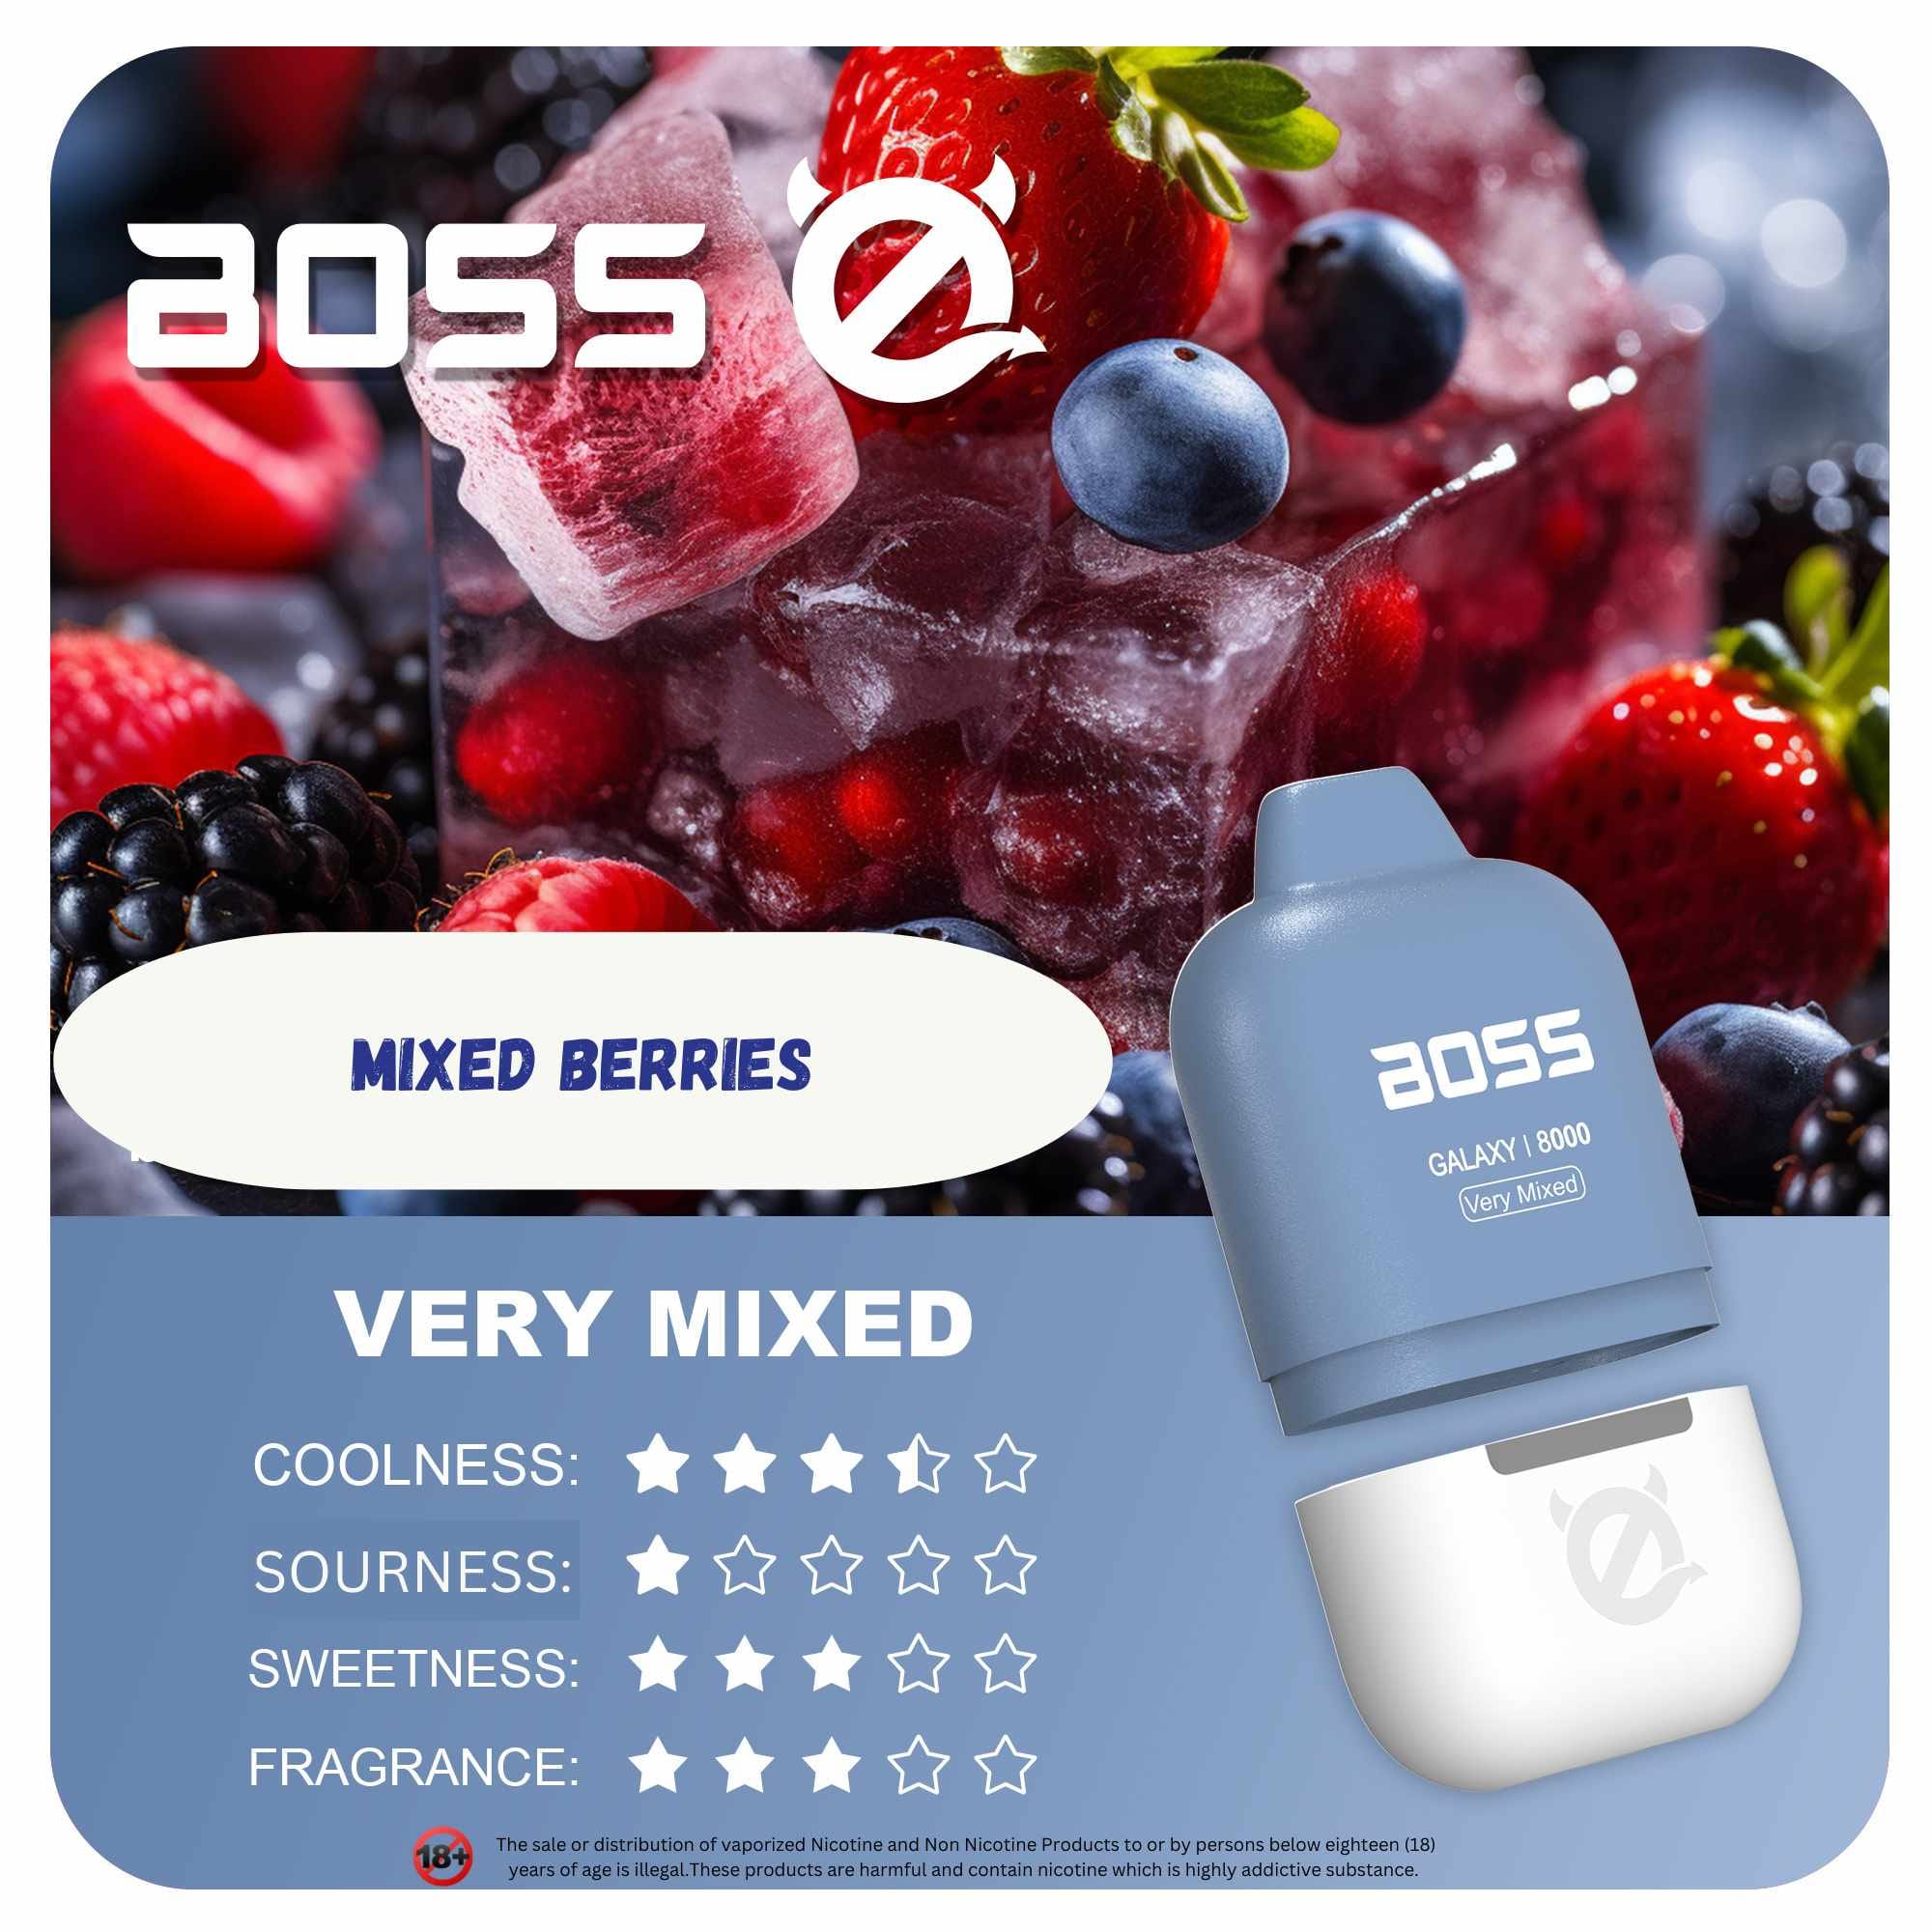 BOSS
MIXED BERRIES
BOSS
GALAXY | 8000
Very Mixed
VERY MIXED
COOLNESS:
SOURNESS:
SWEETNESS:
FRAGRANCE:
18+
The sale or distribution of vaporized Nicotine and Non Nicotine Products to or by persons below eighteen (18)
years of age is illegal.These products are harmful and contain nicotine which is highly addictive substance.